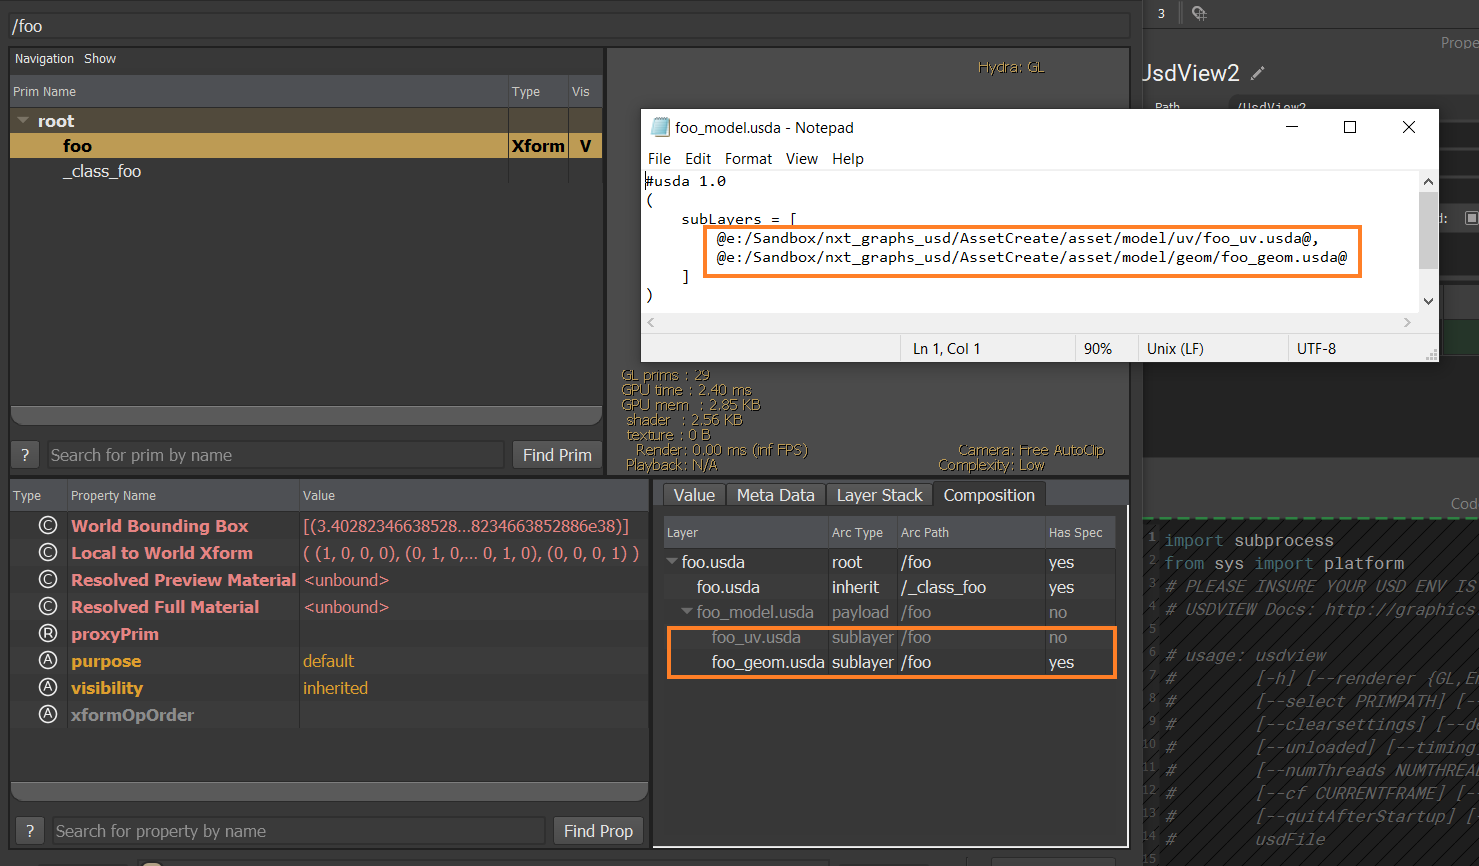 /foo
3
Prope
Navigation Show
UsdView2
Hydra: GL
Path /UsdView2
Prim Name Type Vis
root
foo Xform V
_class_foo
foo_model.usda - Notepad
File Edit Format View Help
#usda 1.0
(
subLayers = [
@e:/Sandbox/nxt_graphs_usd/AssetCreate/asset/model/uv/foo_uv.usda@,
@e:/Sandbox/nxt_graphs_usd/AssetCreate/asset/model/geom/foo_geom.usda@
]
)
Ln 1, Col 1 90% Unix (LF) UTF-8
d:
GL prims : 29
GPU time : 2.40 ms
GPU mem : 2.85 KB
shader : 2.56 KB
texture : 0 B
Render: 0.00 ms (inf FPS)
Playback: N/A
Camera: Free AutoClip
Complexity: Low
? Search for prim by name Find Prim
Type Property Name Value
C World Bounding Box [(3.40282346638528...8234663852886e38)]
C Local to World Xform ( (1, 0, 0, 0), (0, 1, 0,... 0, 1, 0), (0, 0, 0, 1) )
C Resolved Preview Material <unbound>
C Resolved Full Material <unbound>
R proxyPrim
A purpose default
A visibility inherited
A xformOpOrder
? Search for property by name Find Prop
Value Meta Data Layer Stack Composition
Layer Arc Type Arc Path Has Spec
foo.usda root /foo yes
foo.usda inherit /_class_foo yes
foo_model.usda payload /foo no
foo_uv.usda sublayer /foo no
foo_geom.usda sublayer /foo yes
Cod
1 import subprocess
2 from sys import platform
3 # PLEASE INSURE YOUR USD ENV IS
4 # USDVIEW Docs: http://graphics
5
6 # usage: usdview
7 # [-h] [--renderer {GL,Em
8 # [--select PRIMPATH] [--
9 # [--clearsettings] [--de
10 # [--unloaded] [--timing]
11 # [--numThreads NUMTHREAD
12 # [--cf CURRENTFRAME] [--
13 # [--quitAfterStartup] [-
14 # usdFile
15